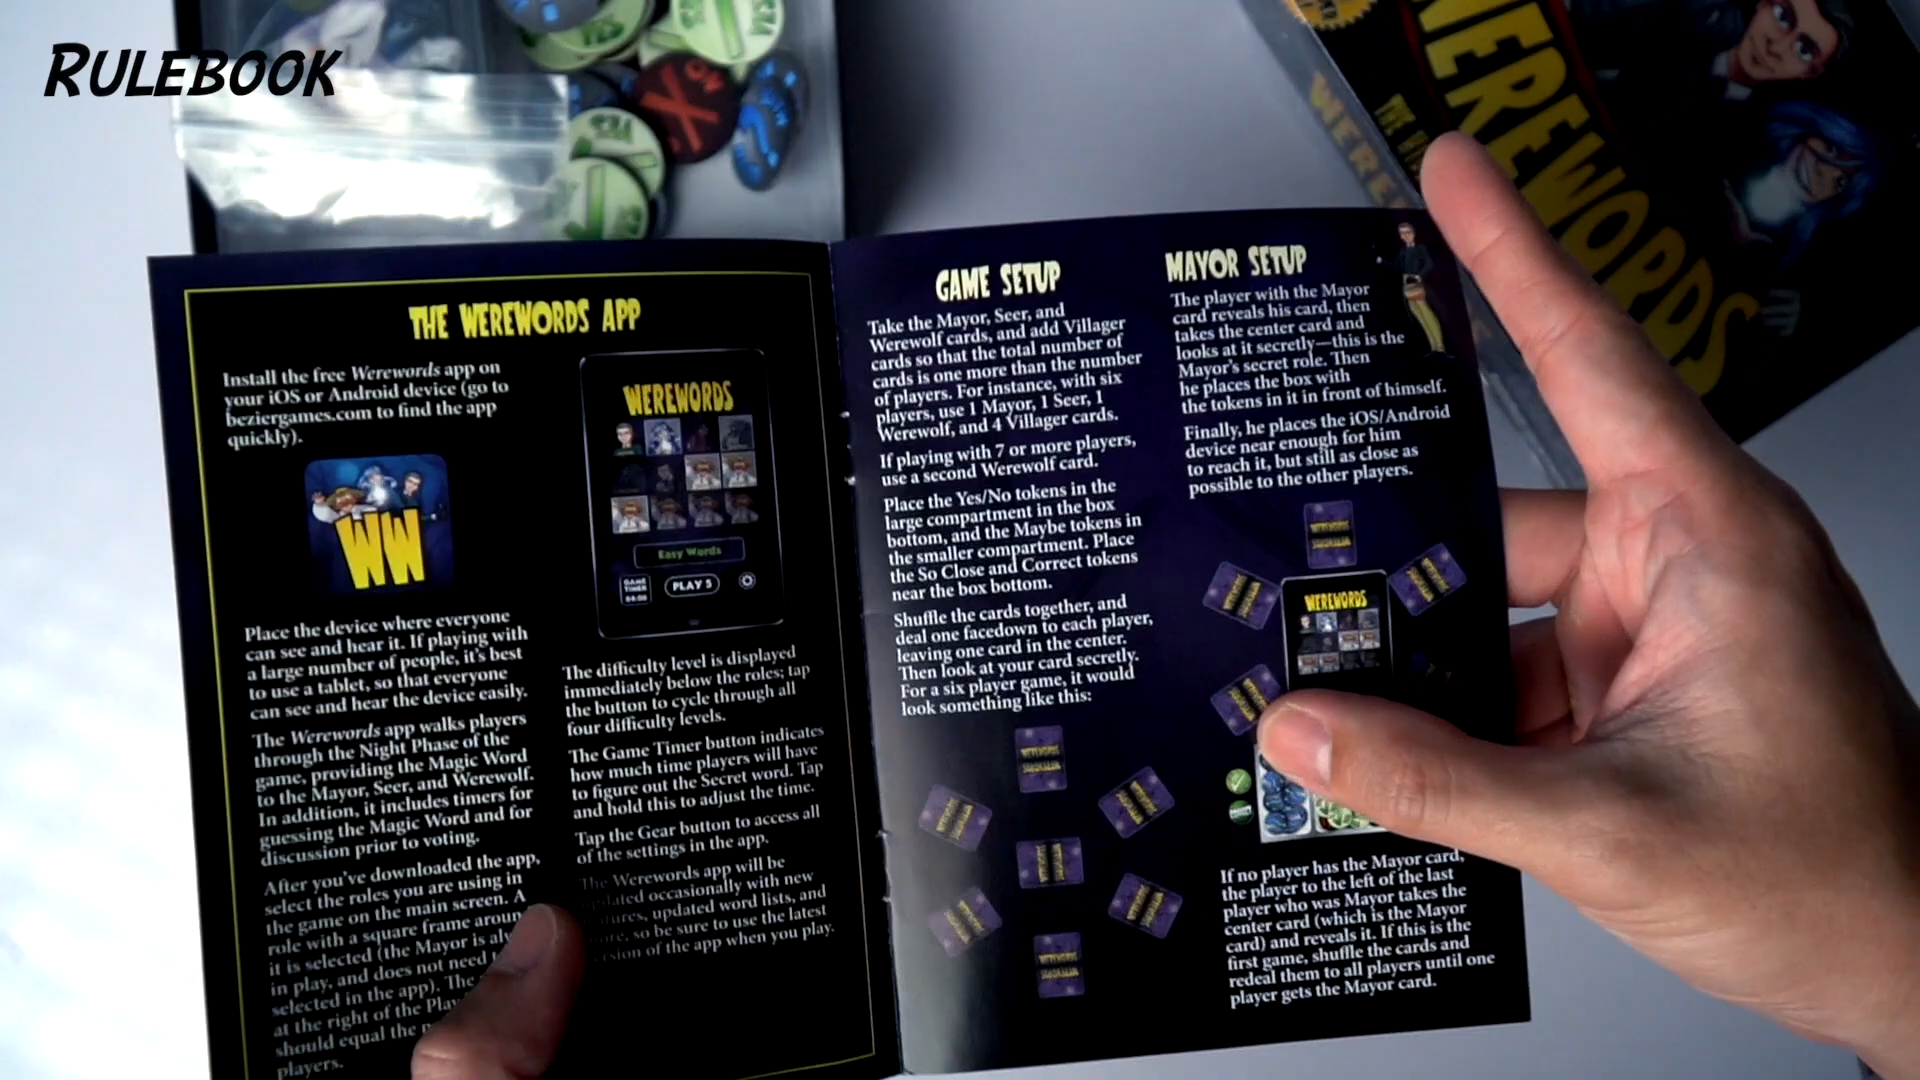 RULEBOOK
YES
NO
WEREWORDS
THE WEREWORDS APP
Install the free Werewords app on
your iOS or Android device (go to
beziergames.com to find the app
quickly).
WW
Place the device where everyone
can see and hear it. If playing with
a large number of people, it's best
to use a tablet, so that everyone
can see and hear the device easily.
The Werewords app walks players
through the Night Phase of the
game, providing the Magic Word
to the Mayor, Seer, and Werewolf.
In addition, it includes timers for
guessing the Magic Word and for
discussion prior to voting.
After you've downloaded the app,
select the roles you are using in
the game on the main screen. A
role with a square frame
it is selected (the Mayor is
in play, and does not need
selected in the app). The
at the right of the
should equal the
players.
WEREWORDS
Easy Words
GAME
TIMER
PLAY 5
The difficulty level is displayed
immediately below the roles; tap
the button to cycle through all
four difficulty levels.
The Game Timer button indicates
how much time players will have
to figure out the Secret word. Tap
and hold this to adjust the time.
Tap the Gear button to access all
of the settings in the app.
The Werewords app will be
occasionally with new
updated word lists, and
so be sure to use the latest
of the app when you play.
GAME SETUP
Take the Mayor, Seer, and
Werewolf cards, and add Villager
cards so that the total number of
cards is one more than the number
of players. For instance, with six
players, use 1 Mayor, 1 Seer, 1
Werewolf, and 4 Villager cards.
If playing with 7 or more players,
use a second Werewolf card.
Place the Yes/No tokens in the
large compartment in the box
bottom, and the Maybe tokens in
the smaller compartment. Place
the So Close and Correct tokens
near the box bottom.
Shuffle the cards together, and
deal one facedown to each player,
leaving one card in the center.
Then look at your card secretly.
For a six player game, it would
look something like this:
MAYOR SETUP
The player with the Mayor
card reveals his card, then
takes the center card and
looks at it secretly—this is the
Mayor's secret role. Then
he places the box with
the tokens in it in front of himself.
Finally, he places the iOS/Android
device near enough for him
to reach it, but still as close as
possible to the other players.
WEREWORDS
If no player has the Mayor card,
the player to the left of the last
player who was Mayor takes the
center card (which is the Mayor
card) and reveals it. If this is the
first game, shuffle the cards and
redeal them to all players until one
player gets the Mayor card.